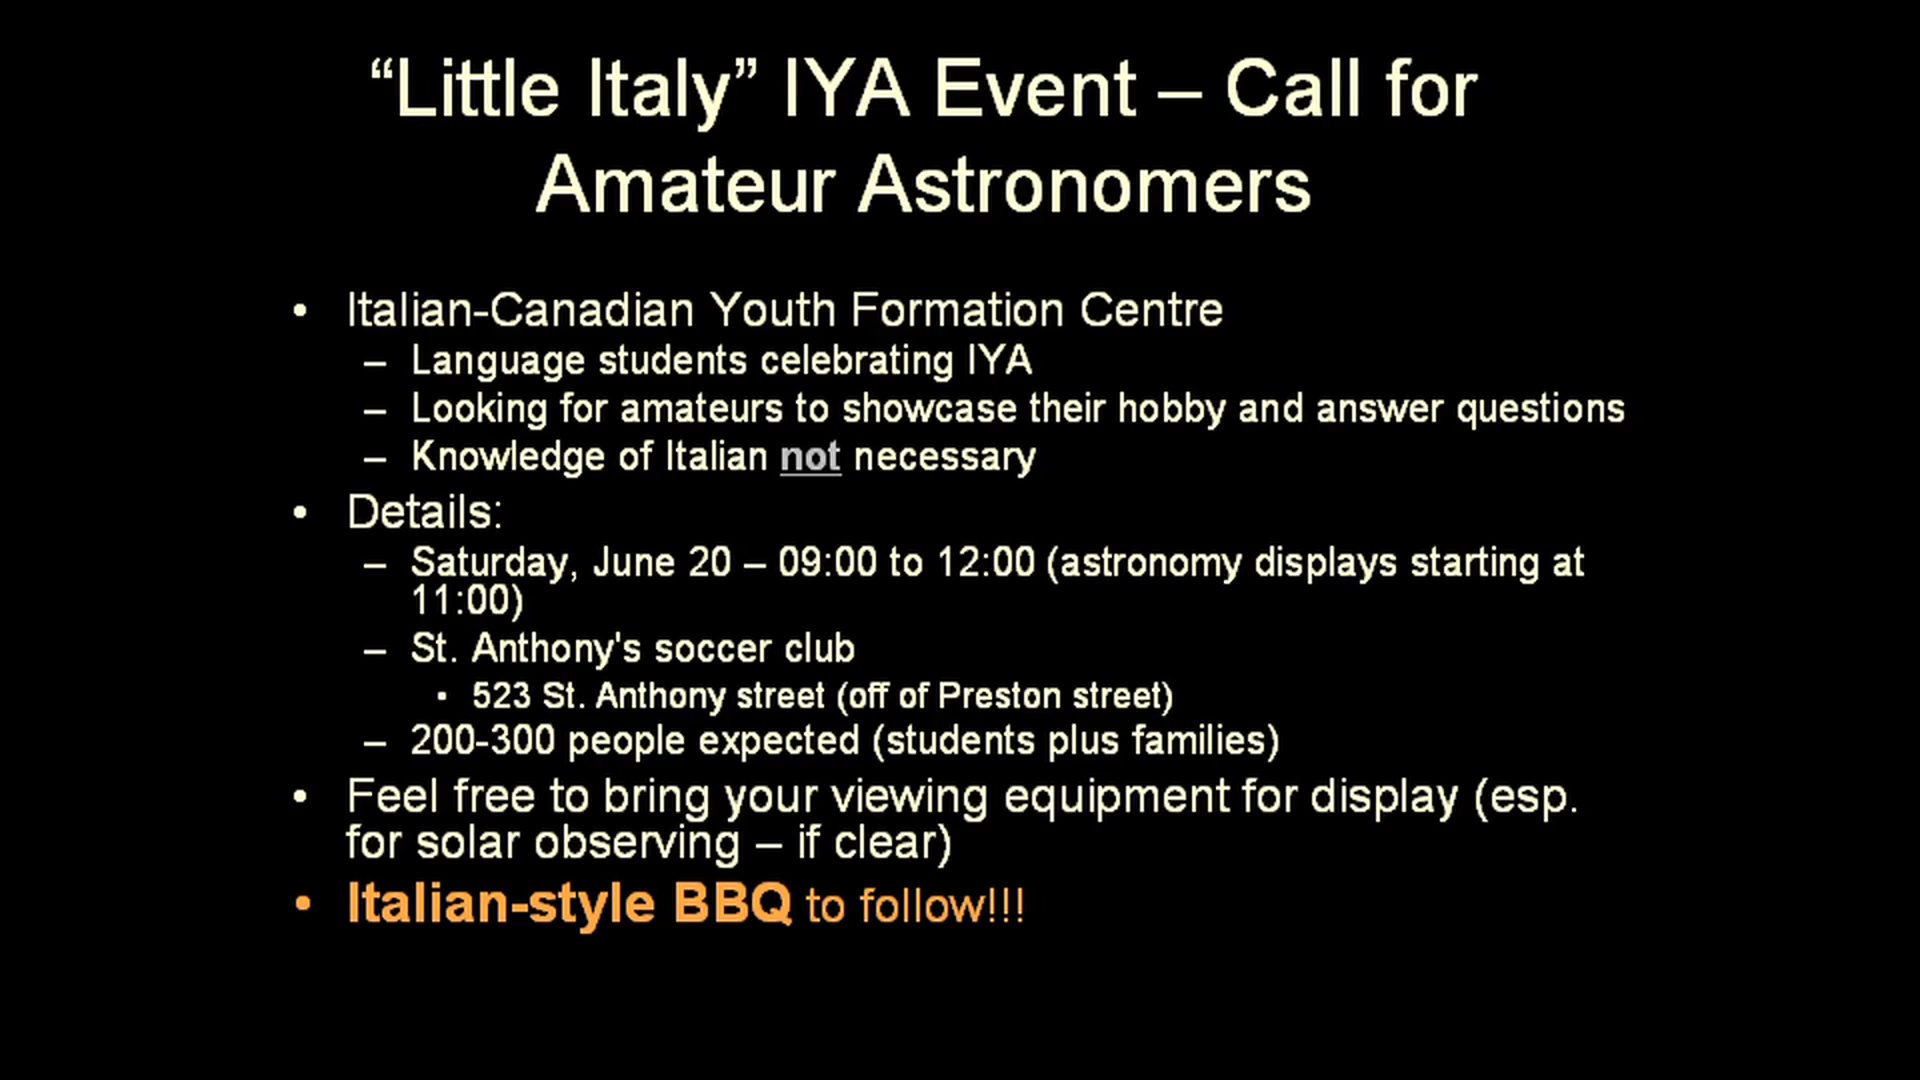 “Little Italy” IYA Event – Call for
Amateur Astronomers
• Italian-Canadian Youth Formation Centre
– Language students celebrating IYA
– Looking for amateurs to showcase their hobby and answer questions
– Knowledge of Italian not necessary
• Details:
– Saturday, June 20 – 09:00 to 12:00 (astronomy displays starting at
11:00)
– St. Anthony's soccer club
• 523 St. Anthony street (off of Preston street)
– 200-300 people expected (students plus families)
• Feel free to bring your viewing equipment for display (esp.
for solar observing – if clear)
• Italian-style BBQ to follow!!!